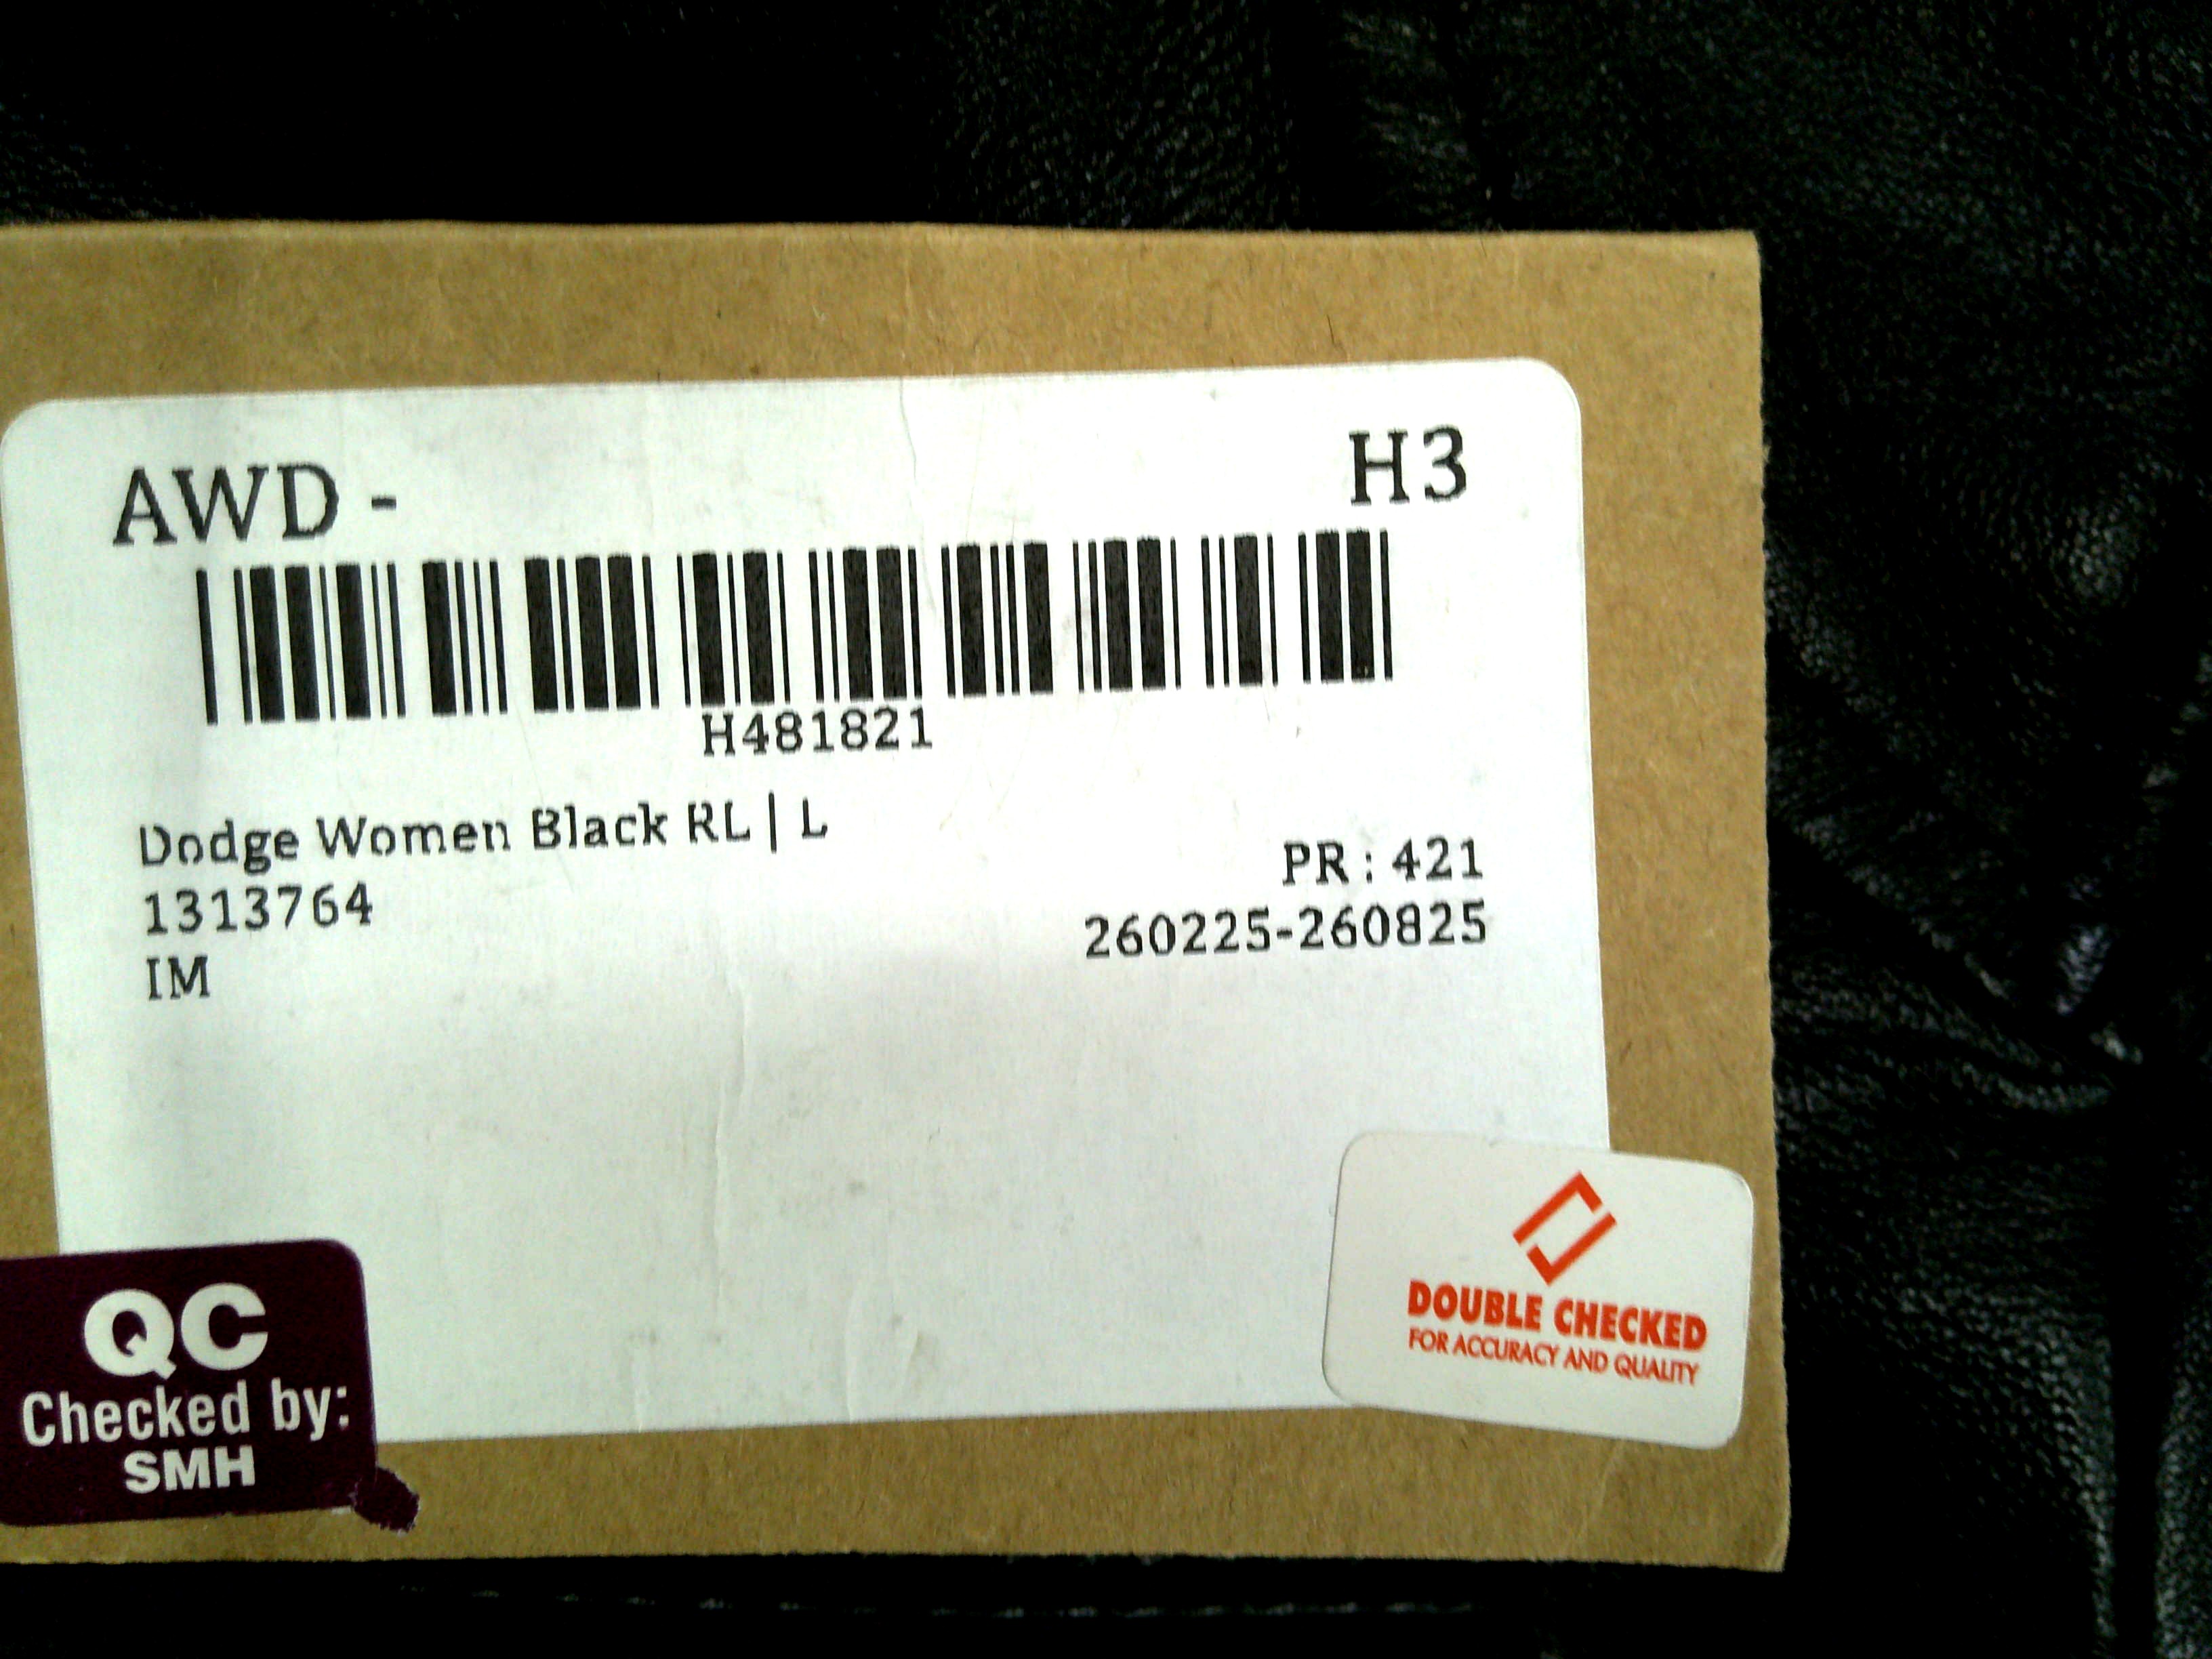 AWD - H3
H481821
Dodge Women Black RL | L
1313764
PR : 421
260225-260825
IM
QC
Checked by:
SMH
DOUBLE CHECKED
FOR ACCURACY AND QUALITY